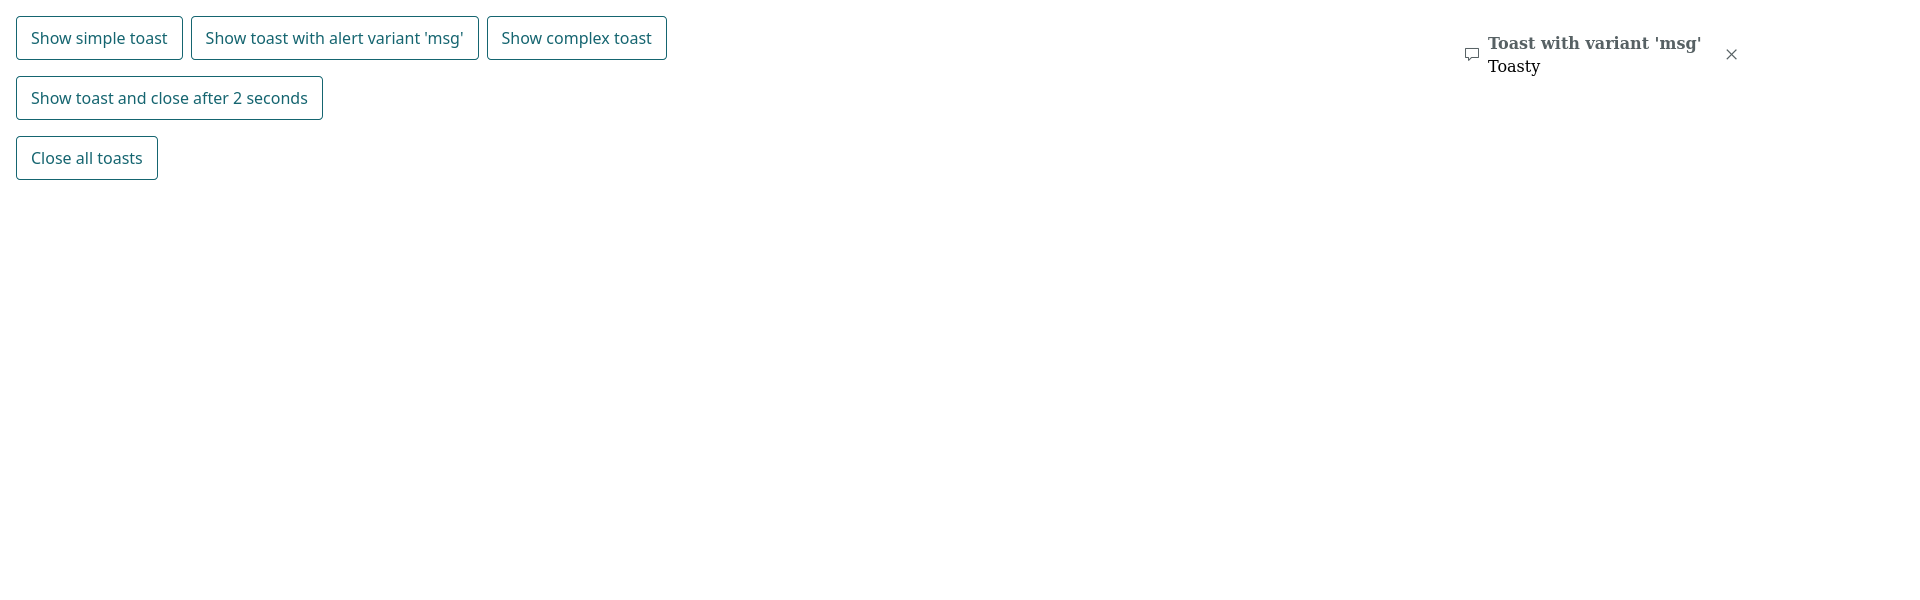 Show simple toast
Show toast with alert variant 'msg'
Show complex toast
Show toast and close after 2 seconds
Close all toasts
Toast with variant 'msg'
Toasty